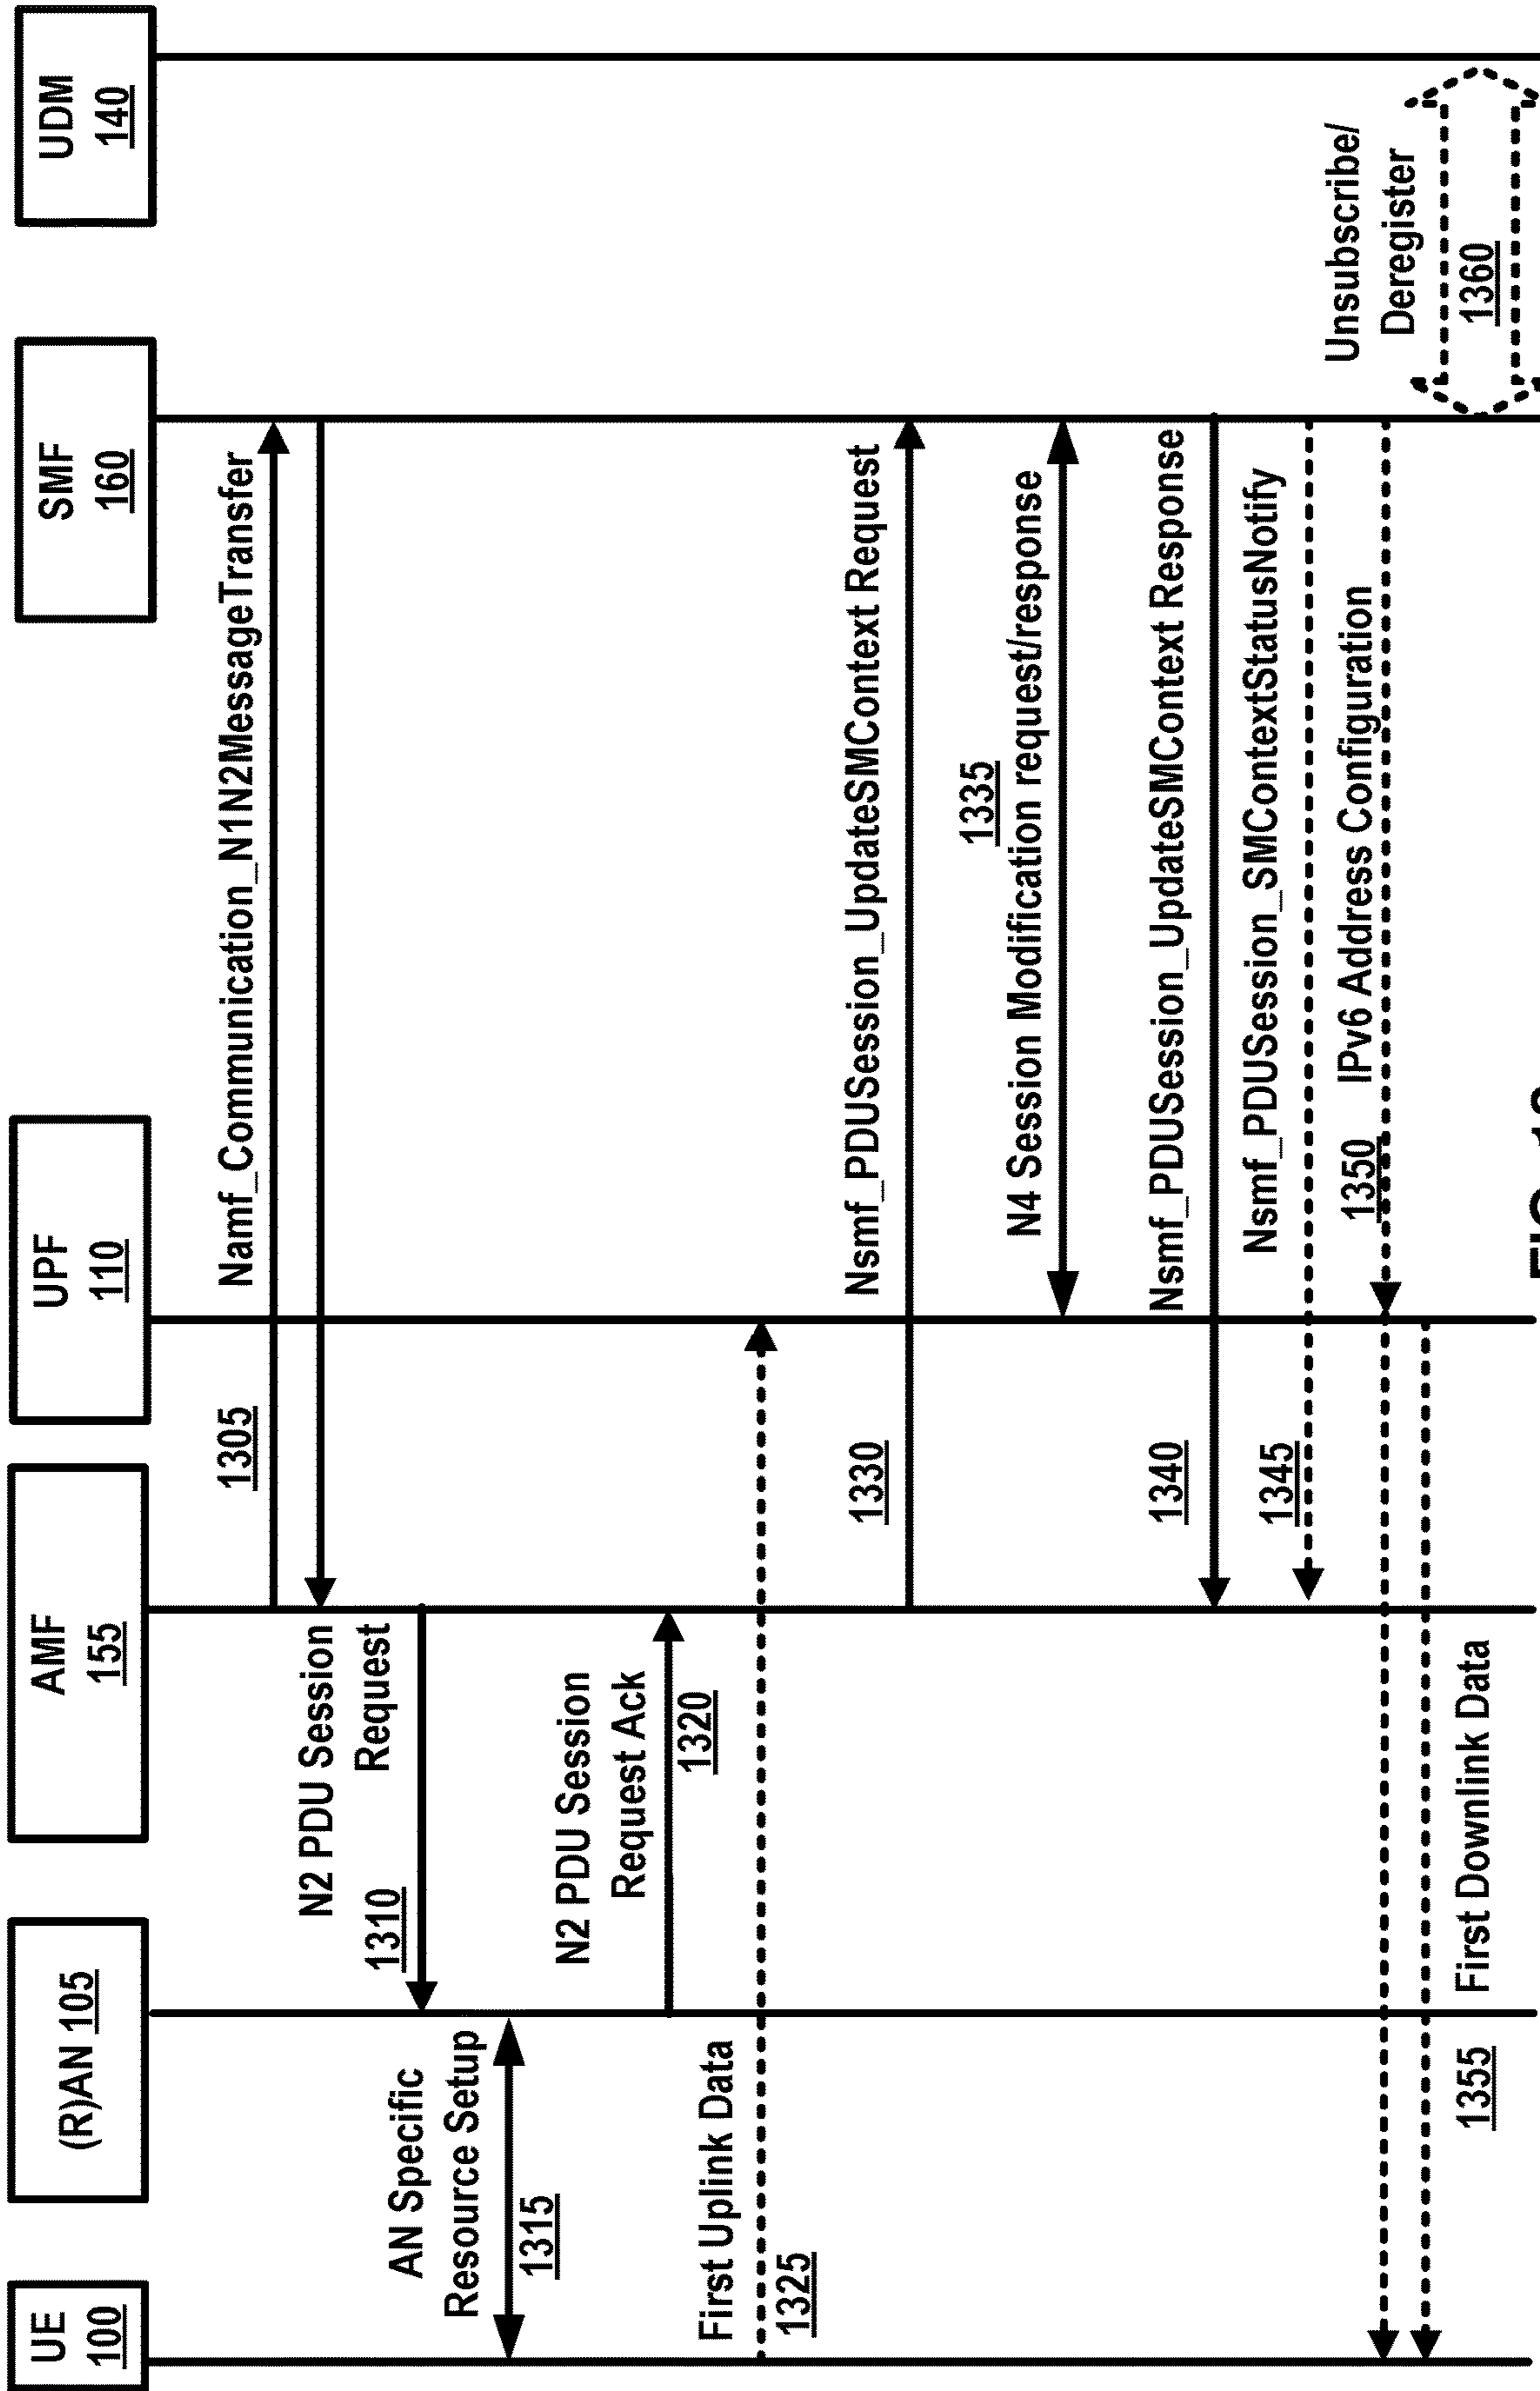 UE
100
(R)AN 105
AMF
155
UPF
110
SMF
160
UDM
140
1305
Namf_Communication_N1N2MessageTransfer
N2 PDU Session
Request
1310
AN Specific
Resource Setup
1315
N2 PDU Session
Request Ack
1320
First Uplink Data
1325
1330
Nsmf_PDUSession_UpdateSMContext Request
1335
N4 Session Modification request/response
1340
Nsmf_PDUSession_UpdateSMContext Response
1345
Nsmf_PDUSession_SMContextStatusNotify
1350
IPv6 Address Configuration
1355
First Downlink Data
Unsubscribe/
Deregister
1360